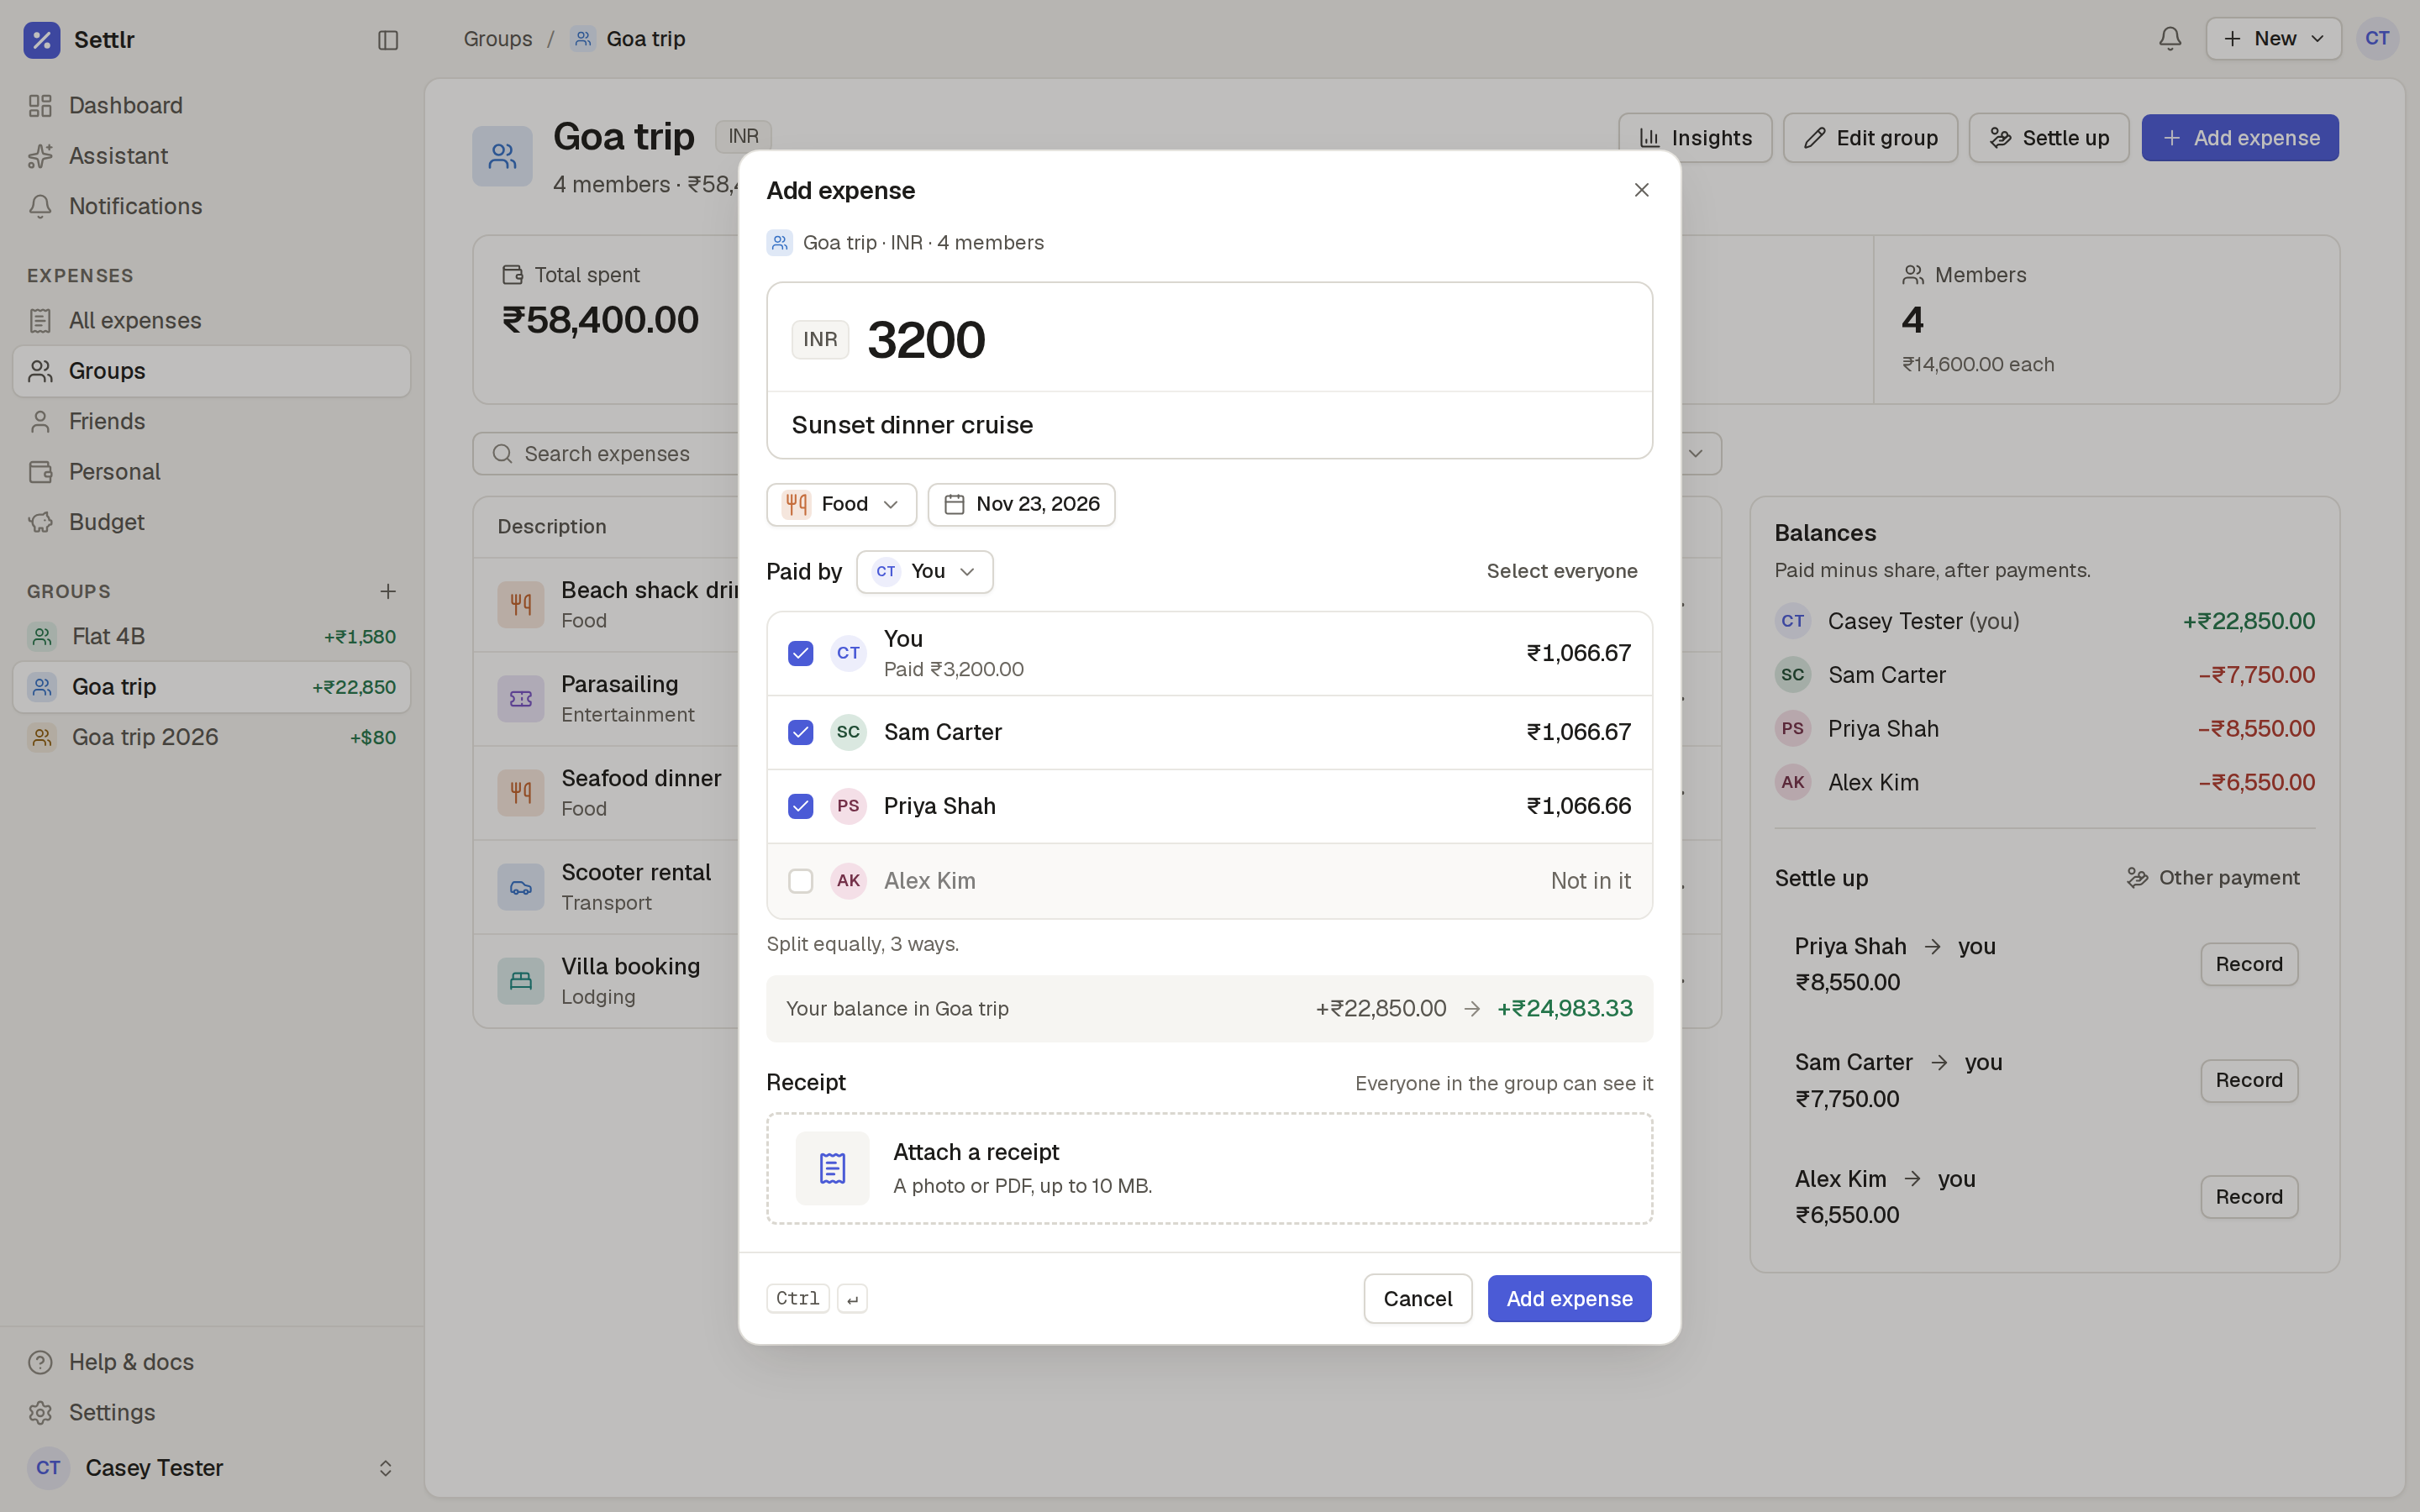 Settlr
Groups / Goa trip
New
CT
Dashboard
Assistant
Notifications
EXPENSES
All expenses
Groups
Friends
Personal
Budget
GROUPS
Flat 4B +₹1,580
Goa trip +₹22,850
Goa trip 2026 +$80
Help & docs
Settings
CT Casey Tester
Goa trip INR
4 members · ₹58,4
Insights
Edit group
Settle up
Add expense
Total spent
₹58,400.00
Members
4
₹14,600.00 each
Search expenses
Description
Beach shack
Food
Parasailing
Entertainment
Seafood dinner
Food
Scooter rental
Transport
Villa booking
Lodging
Add expense
Goa trip · INR · 4 members
INR 3200
Sunset dinner cruise
Food
Nov 23, 2026
Paid by CT You
Select everyone
CT You ₹1,066.67
Paid ₹3,200.00
SC Sam Carter ₹1,066.67
PS Priya Shah ₹1,066.66
AK Alex Kim Not in it
Split equally, 3 ways.
Your balance in Goa trip +₹22,850.00 → +₹24,983.33
Receipt Everyone in the group can see it
Attach a receipt
A photo or PDF, up to 10 MB.
Ctrl ↵
Cancel
Add expense
Balances
Paid minus share, after payments.
CT Casey Tester (you) +₹22,850.00
SC Sam Carter −₹7,750.00
PS Priya Shah −₹8,550.00
AK Alex Kim −₹6,550.00
Settle up
Other payment
Priya Shah → you
₹8,550.00
Record
Sam Carter → you
₹7,750.00
Record
Alex Kim → you
₹6,550.00
Record